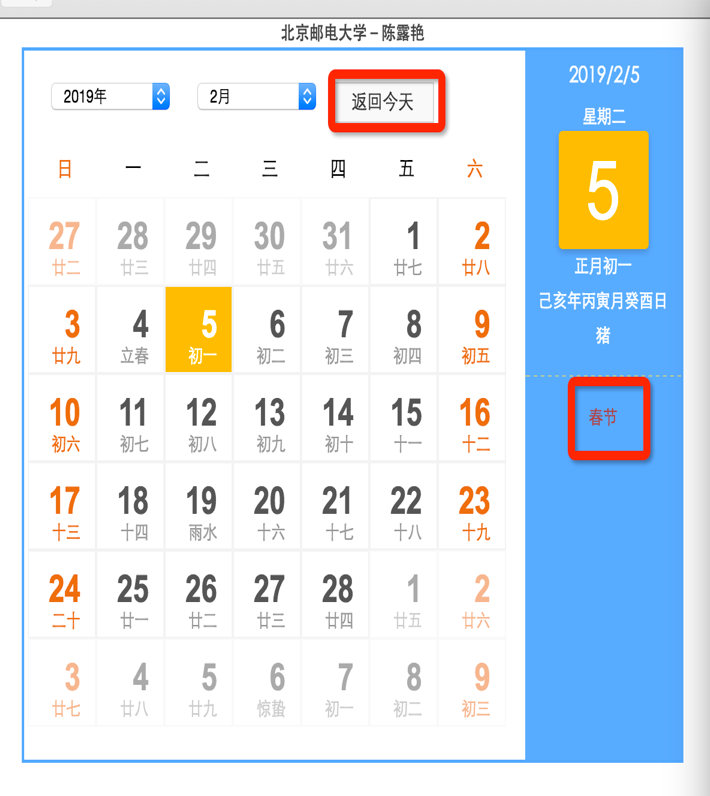 北京邮电大学 – 陈露艳
2019年 2月 返回今天
日 一 二 三 四 五 六
27 28 29 30 31 1 2
廿二 廿三 廿四 廿五 廿六 廿七 廿八
3 4 5 6 7 8 9
廿九 立春 初一 初二 初三 初四 初五
10 11 12 13 14 15 16
初六 初七 初八 初九 初十 十一 十二
17 18 19 20 21 22 23
十三 十四 雨水 十六 十七 十八 十九
24 25 26 27 28 1 2
二十 廿一 廿二 廿三 廿四 廿五 廿六
3 4 5 6 7 8 9
廿七 廿八 廿九 惊蛰 初一 初二 初三
2019/2/5
星期二
5
正月初一
己亥年丙寅月癸酉日
猪
春节